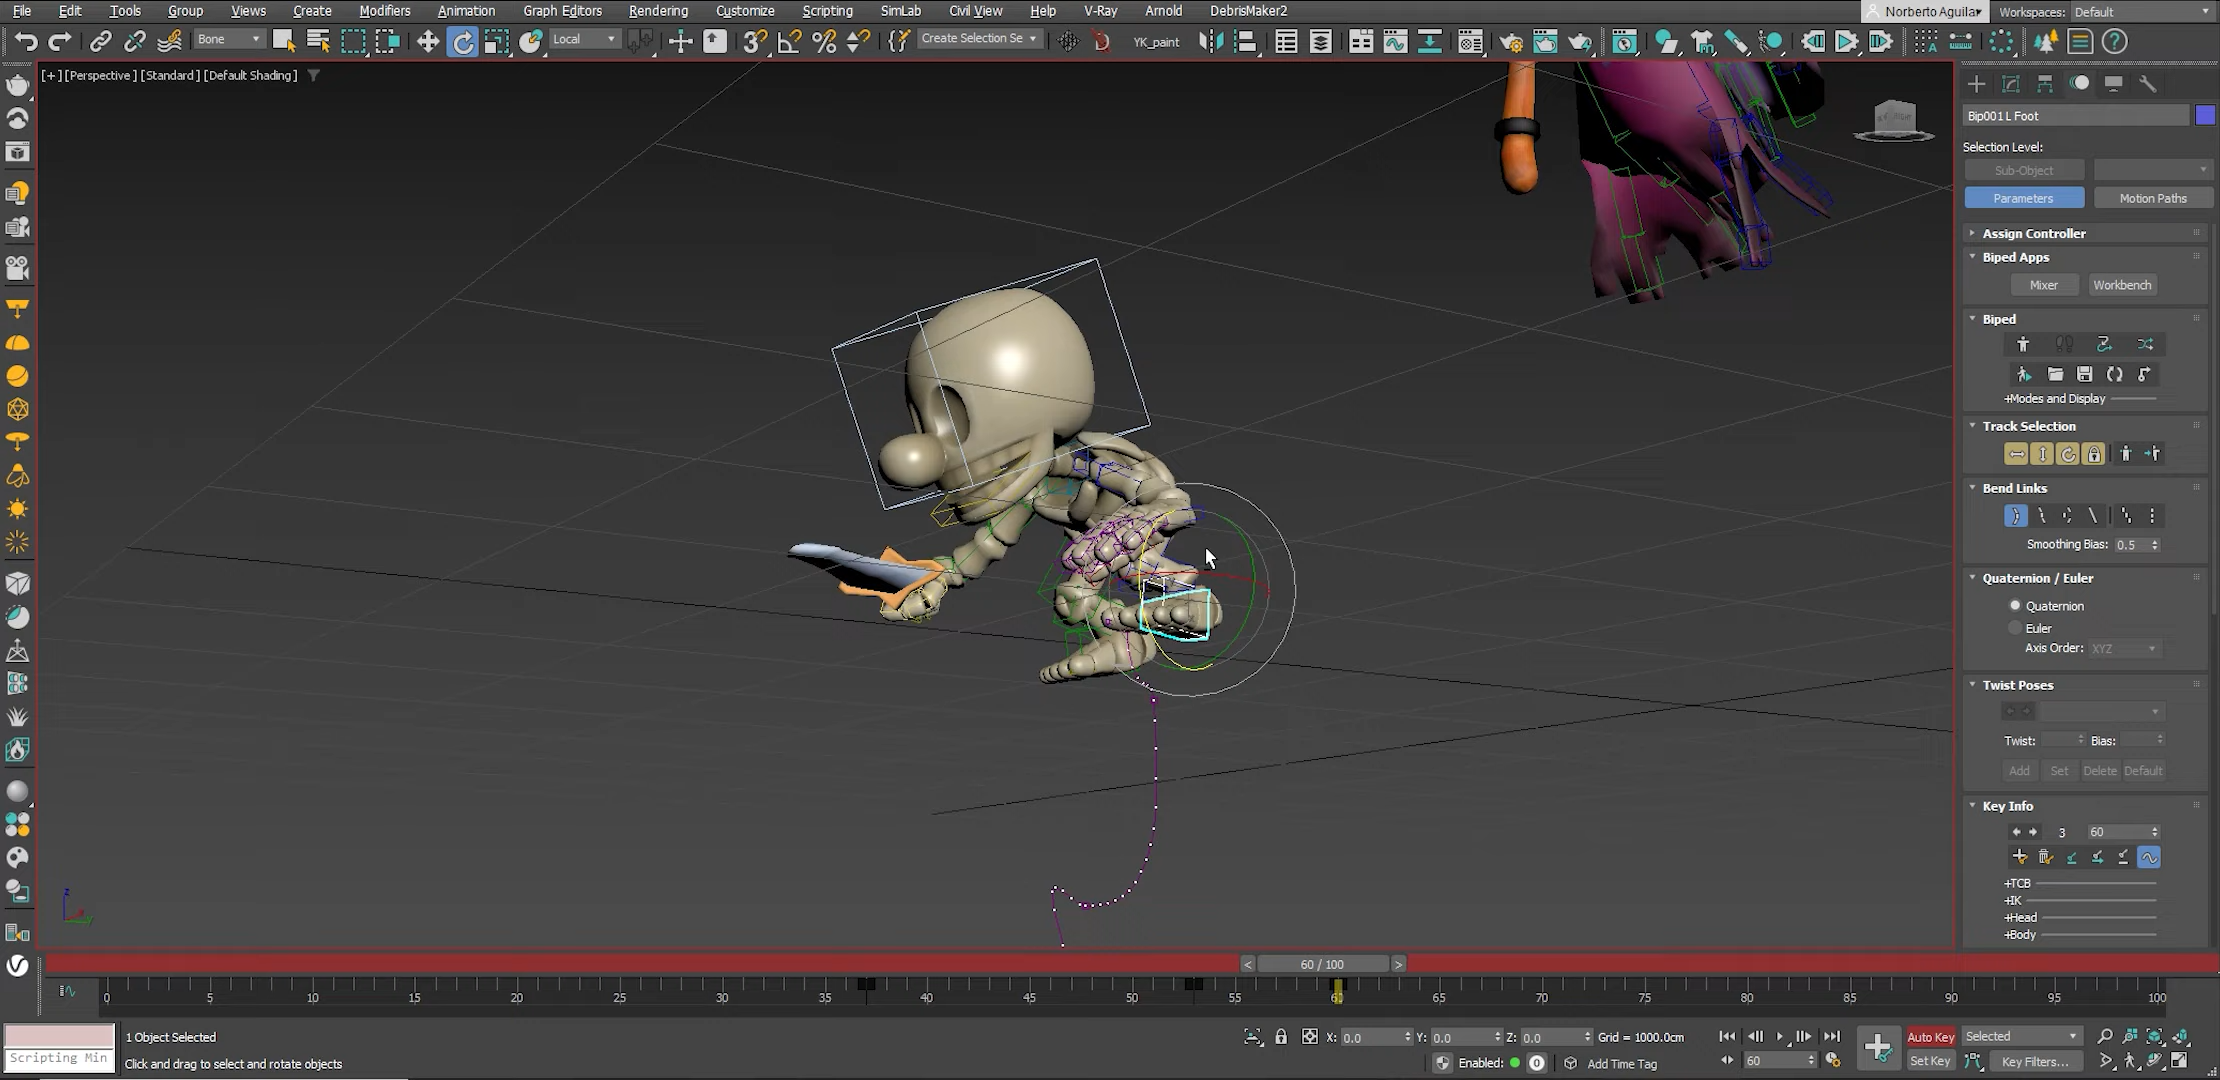 File Edit Tools Group Views Create Modifiers Animation Graph Editors Rendering Customize Scripting SimLab Civil View Help V-Ray Arnold DebrisMaker2 Norberto Aguilar Workspaces: Default
Bone Local Create Selection Se YK_paint
[+] [Perspective] [Standard] [Default Shading]
Bip001 L Foot
Selection Level:
Sub-Object
Parameters Motion Paths
Assign Controller
Biped Apps
Mixer Workbench
Biped
+Modes and Display
Track Selection
Bend Links
Smoothing Bias: 0.5
Quaternion / Euler
Quaternion
Euler
Axis Order: XYZ
Twist Poses
Twist: Bias:
Add Set Delete Default
Key Info
3 60
+TCB
+IK
+Head
+Body
z
< 60 / 100 >
0 5 10 15 20 25 30 35 40 45 50 55 60 65 70 75 80 85 90 95 100
1 Object Selected X: 0.0 Y: 0.0 Z: 0.0 Grid = 1000.0cm Auto Key Selected
Scripting Min Click and drag to select and rotate objects Enabled: 0 Add Time Tag 60 Set Key Key Filters...